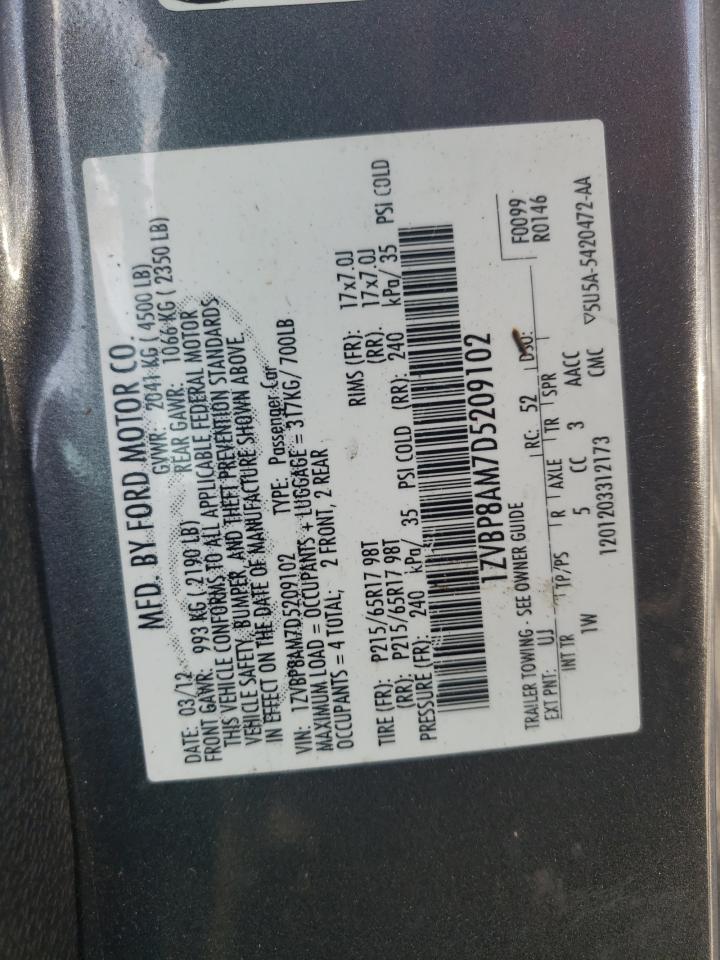 MFD. BY FORD MOTOR CO.
DATE: 03/12 GVWR: 2041 KG ( 4500 LB)
FRONT GAWR: 993 KG ( 2190 LB) REAR GAWR: 1066 KG ( 2350 LB)
THIS VEHICLE CONFORMS TO ALL APPLICABLE FEDERAL MOTOR
VEHICLE SAFETY, BUMPER, AND THEFT PREVENTION STANDARDS
IN EFFECT ON THE DATE OF MANUFACTURE SHOWN ABOVE
VIN: 1ZVBP8AM7D5209102 TYPE: Passenger Car
MAXIMUM LOAD = OCCUPANTS + LUGGAGE = 317KG/ 700LB
OCCUPANTS = 4 TOTAL; 2 FRONT, 2 REAR
TIRE (FR): P215/65R17 98T RIMS (FR): 17x7.0J
(RR): P215/65R17 98T (RR). 17x7.0J
PRESSURE (FR): 240 kPa/ 35 PSI COLD (RR): 240 kPa/ 35 PSI COLD
1ZVBP8AM7D5209102
TRAILER TOWING - SEE OWNER GUIDE F0099
EXT PNT: UJ RC: 52 DSO: R0146
INT TR TP/PS R AXLE TR SPR
1W 5 CC 3 AACC
1201203312173 CMC ▽5U5A-5420472-AA